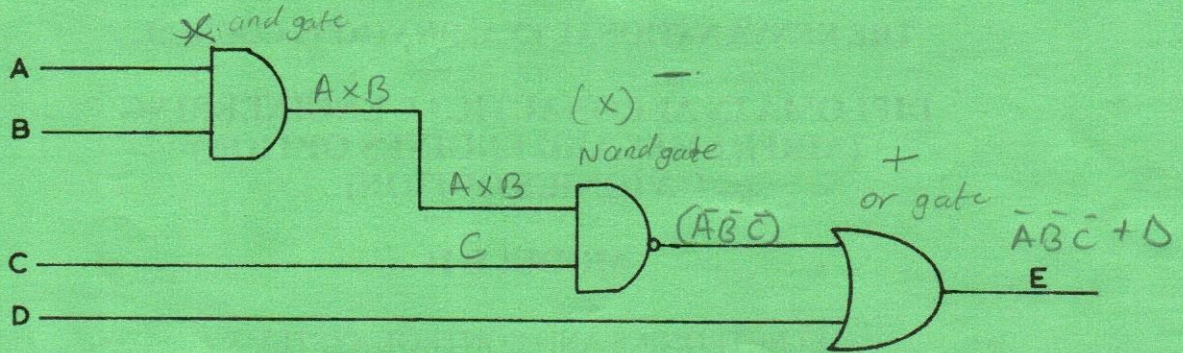 X. and gate
A
A×B
B
(X)
Nand gate
+
or gate
A×B
C
(ĀB̄C̄)
ĀB̄C̄ + D
C
E
D